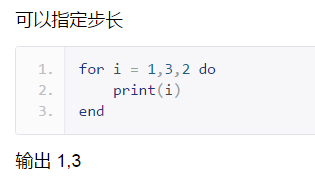 可以指定步长
1. for i = 1,3,2 do
2.     print(i)
3. end
输出 1,3